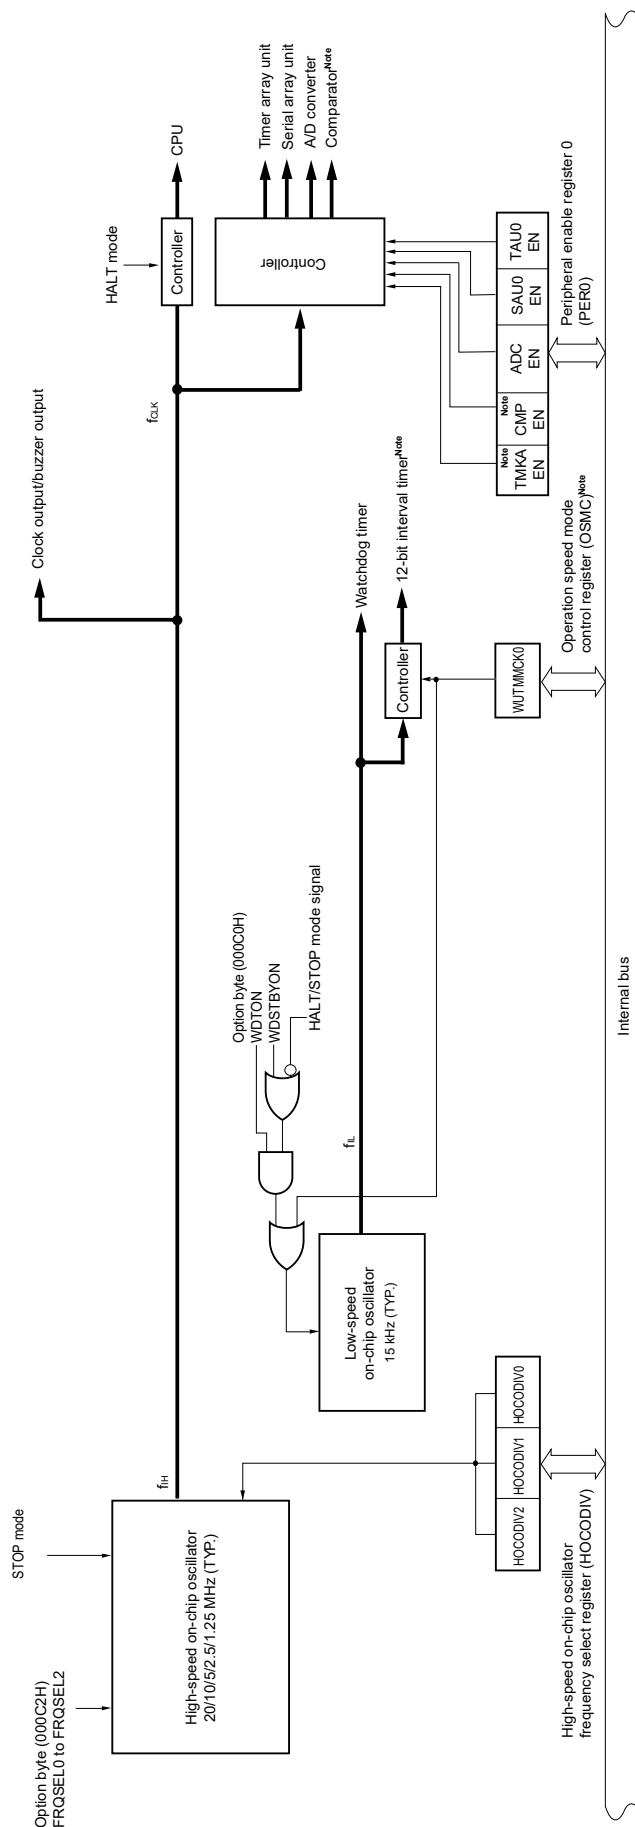 Option byte (000C2H)
FRQSEL0 to FRQSEL2
STOP mode
High-speed on-chip oscillator
20/10/5/2.5/1.25 MHz (TYP.)
fIH
Clock output/buzzer output
fCLK
HALT mode
Controller
CPU
Controller
Timer array unit
Serial array unit
A/D converter
ComparatorNote
Option byte (000C0H)
WDTON
WDSTBYON
HALT/STOP mode signal
Low-speed
on-chip oscillator
15 kHz (TYP.)
fIL
Watchdog timer
Controller
12-bit interval timerNote
HOCODIV2
HOCODIV1
HOCODIV0
WUTMMCK0
Note
TMKA
EN
Note
CMP
EN
ADC
EN
SAU0
EN
TAU0
EN
High-speed on-chip oscillator
frequency select register (HOCODIV)
Operation speed mode
control register (OSMC)Note
Peripheral enable register 0
(PER0)
Internal bus